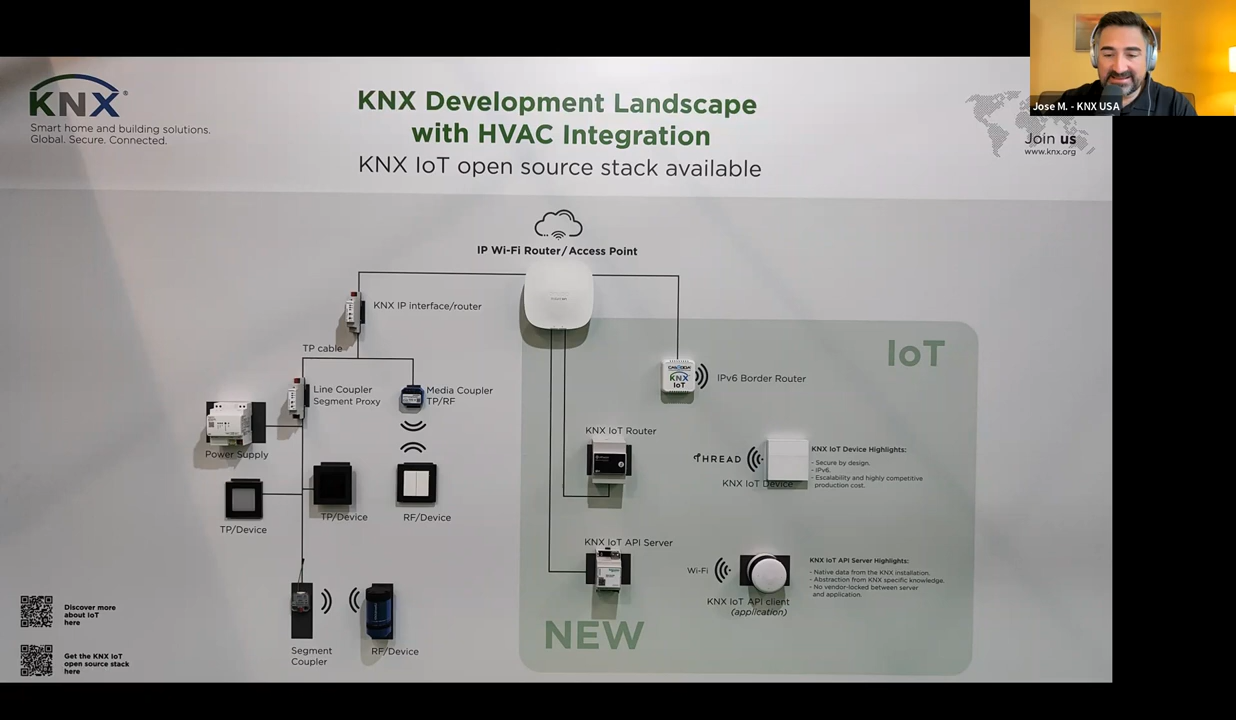 KNX®
Smart home and building solutions.
Global. Secure. Connected.
KNX Development Landscape
with HVAC Integration
KNX IoT open source stack available
Jose M. - KNX USA
Join us
www.knx.org
IP Wi-Fi Router/Access Point
KNX IP interface/router
TP cable
Line Coupler
Segment Proxy
Media Coupler
TP/RF
Power Supply
TP/Device
TP/Device
RF/Device
Segment
Coupler
RF/Device
IoT
KNX
IoT
IPv6 Border Router
KNX IoT Router
THREAD
KNX IoT Device
KNX IoT Device Highlights:
- Secure by design.
- IPv6.
- Escalability and highly competitive
production cost.
KNX IoT API Server
Wi-Fi
KNX IoT API client
(application)
KNX IoT API Server Highlights:
- Native data from the KNX installation.
- Abstraction from KNX specific knowledge.
- No vendor-locked between server
and application.
NEW
Discover more
about IoT
here
Get the KNX IoT
open source stack
here